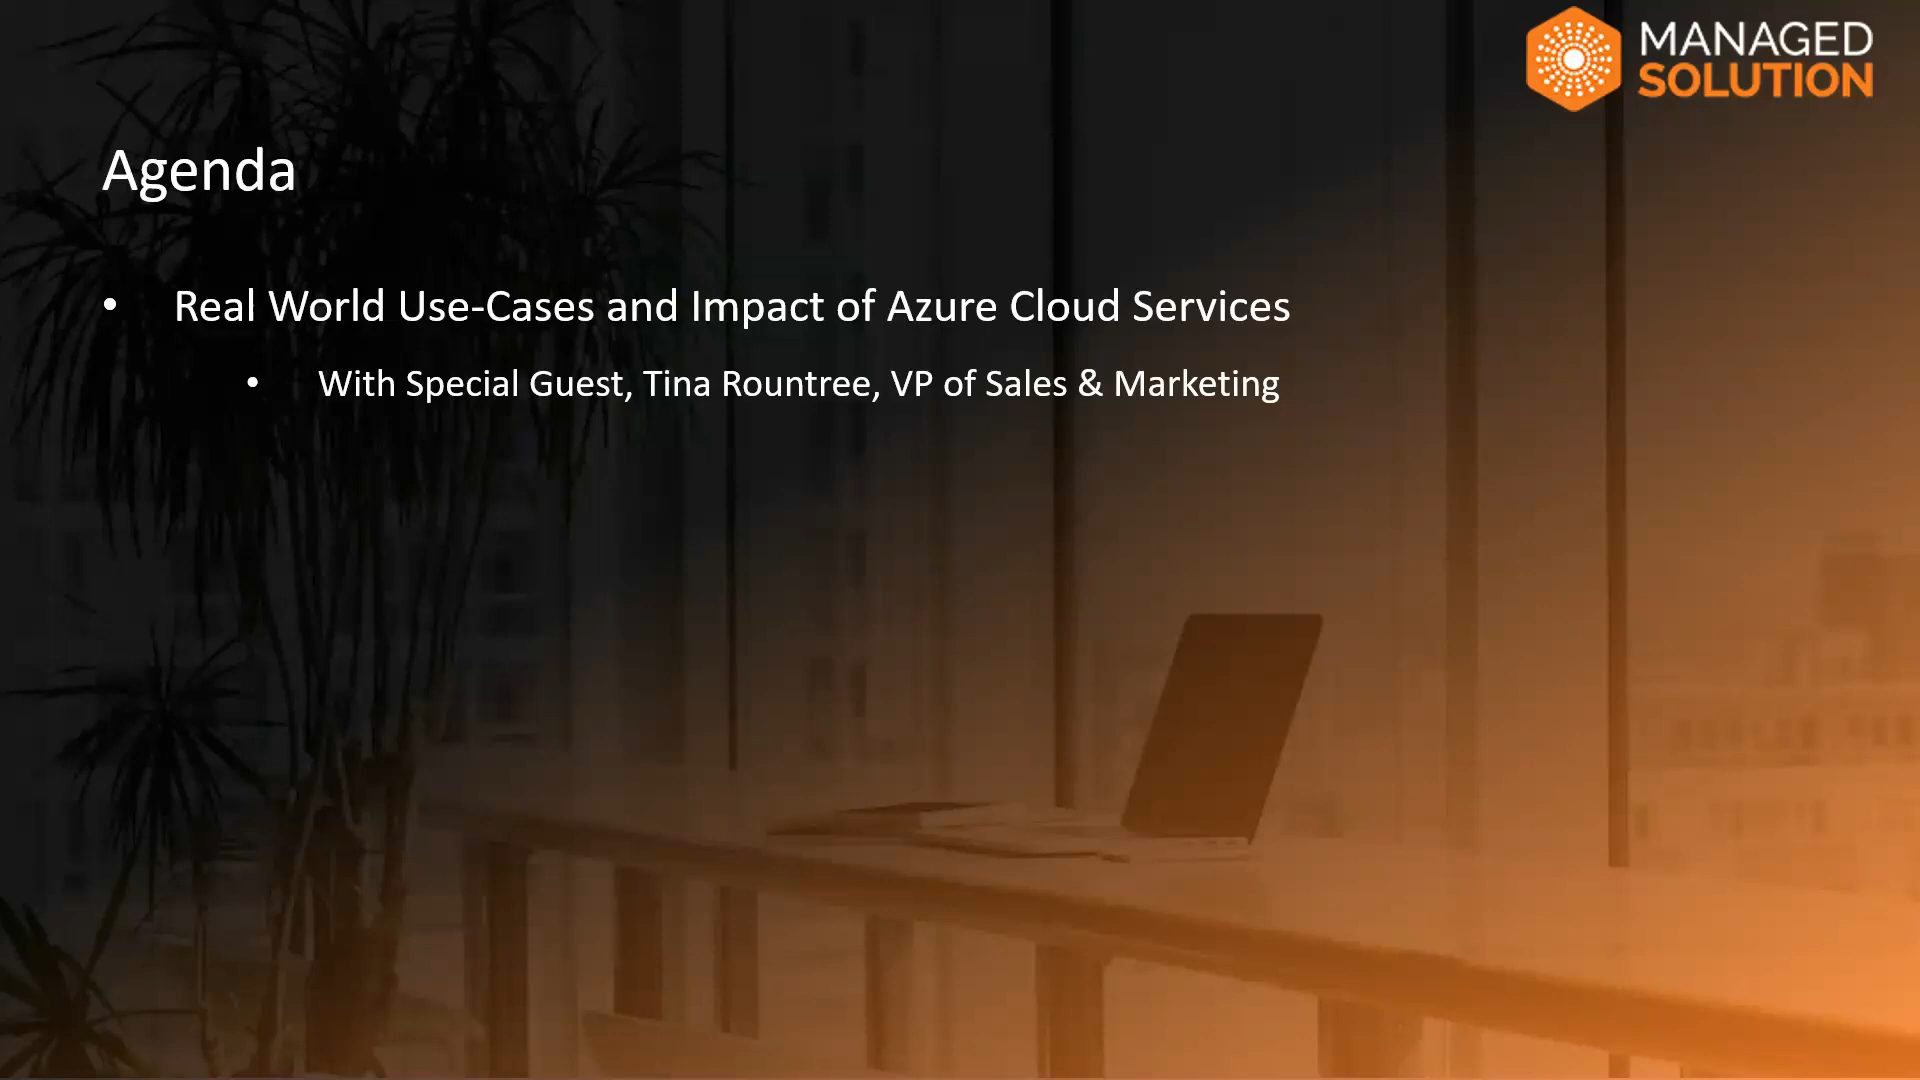 MANAGED
SOLUTION
Agenda
• Real World Use-Cases and Impact of Azure Cloud Services
• With Special Guest, Tina Rountree, VP of Sales & Marketing